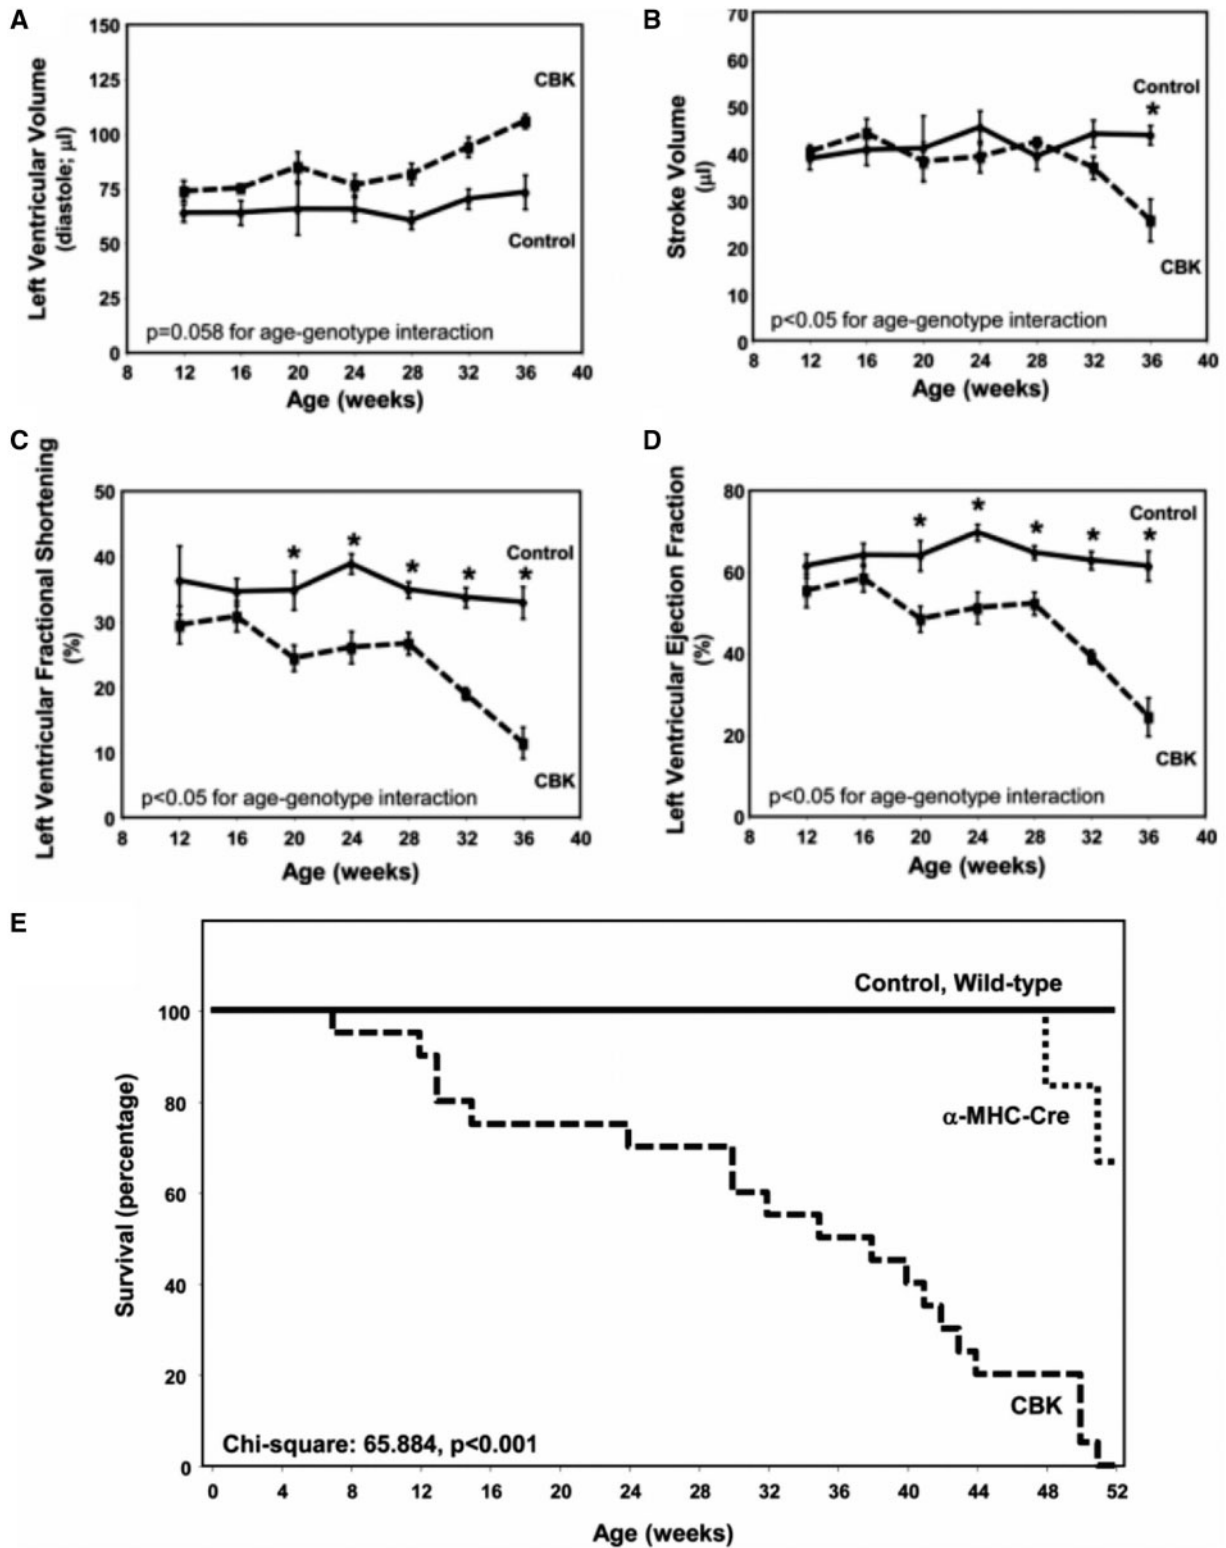 A
Left Ventricular Volume
(diastole; µl)
150
125
100
75
50
25
0
CBK
Control
p=0.058 for age-genotype interaction
8 12 16 20 24 28 32 36 40
Age (weeks)
B
Stroke Volume
(µl)
70
60
50
40
30
20
10
0
Control
*
CBK
p<0.05 for age-genotype interaction
8 12 16 20 24 28 32 36 40
Age (weeks)
C
Left Ventricular Fractional Shortening
(%)
50
40
30
20
10
0
* * * * *
Control
CBK
p<0.05 for age-genotype interaction
8 12 16 20 24 28 32 36 40
Age (weeks)
D
Left Ventricular Ejection Fraction
(%)
80
60
40
20
0
* * * * *
Control
CBK
p<0.05 for age-genotype interaction
8 12 16 20 24 28 32 36 40
Age (weeks)
E
Survival (percentage)
100
80
60
40
20
0
Control, Wild-type
α-MHC-Cre
CBK
Chi-square: 65.884, p<0.001
0 4 8 12 16 20 24 28 32 36 40 44 48 52
Age (weeks)